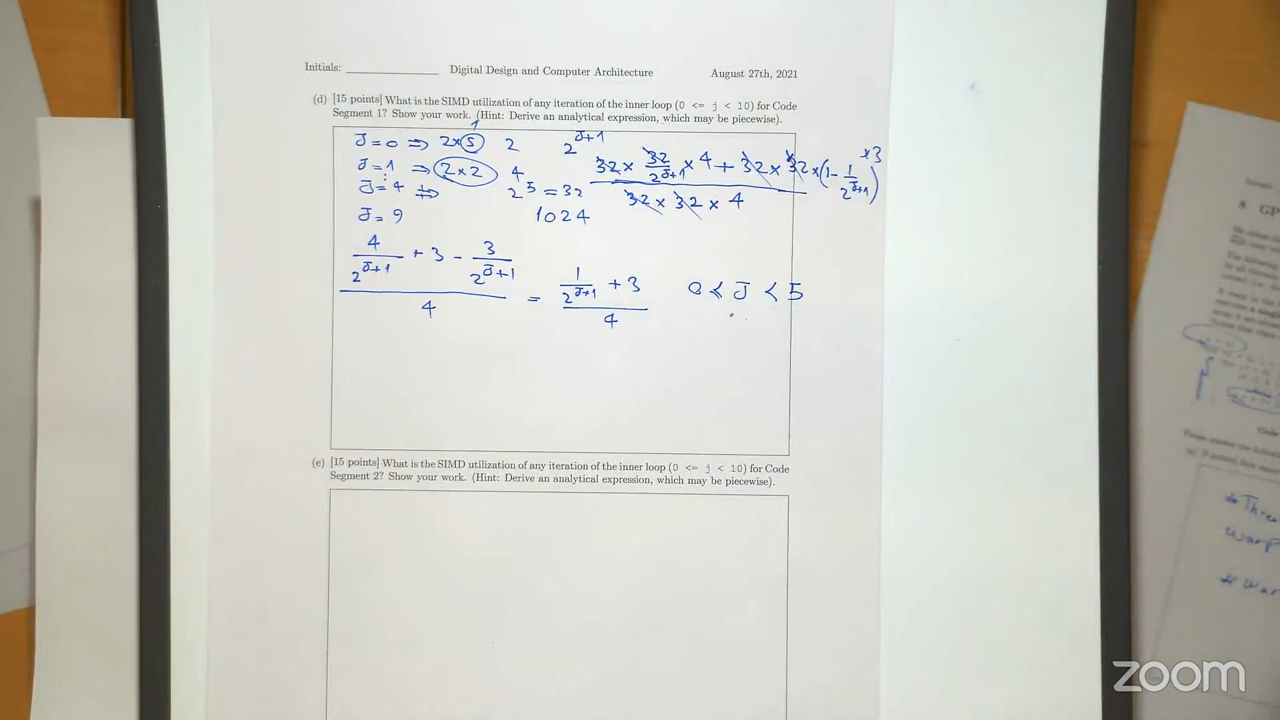 Initials: ____________ Digital Design and Computer Architecture August 27th, 2021
(d) [15 points] What is the SIMD utilization of any iteration of the inner loop (0 <= j < 10) for Code
Segment 1? Show your work. (Hint: Derive an analytical expression, which may be piecewise).
J=0 ⇒ 2×5 1 2 2^(J+1)
J=1 ⇒ 2×2 4
⋮
J=4 ⇒ 2^5 = 32
J=9 1024
(32 × 32/2^(J+1) × 4 + 32 × 32 × (1 - 1/2^(J+1)) × 3) / (32 × 32 × 4)
(4/2^(J+1) + 3 - 3/2^(J+1)) / 4 = (1/2^(J+1) + 3) / 4 0 ≤ J < 5
(e) [15 points] What is the SIMD utilization of any iteration of the inner loop (0 <= j < 10) for Code
Segment 2? Show your work. (Hint: Derive an analytical expression, which may be piecewise).
8 GP
zoom